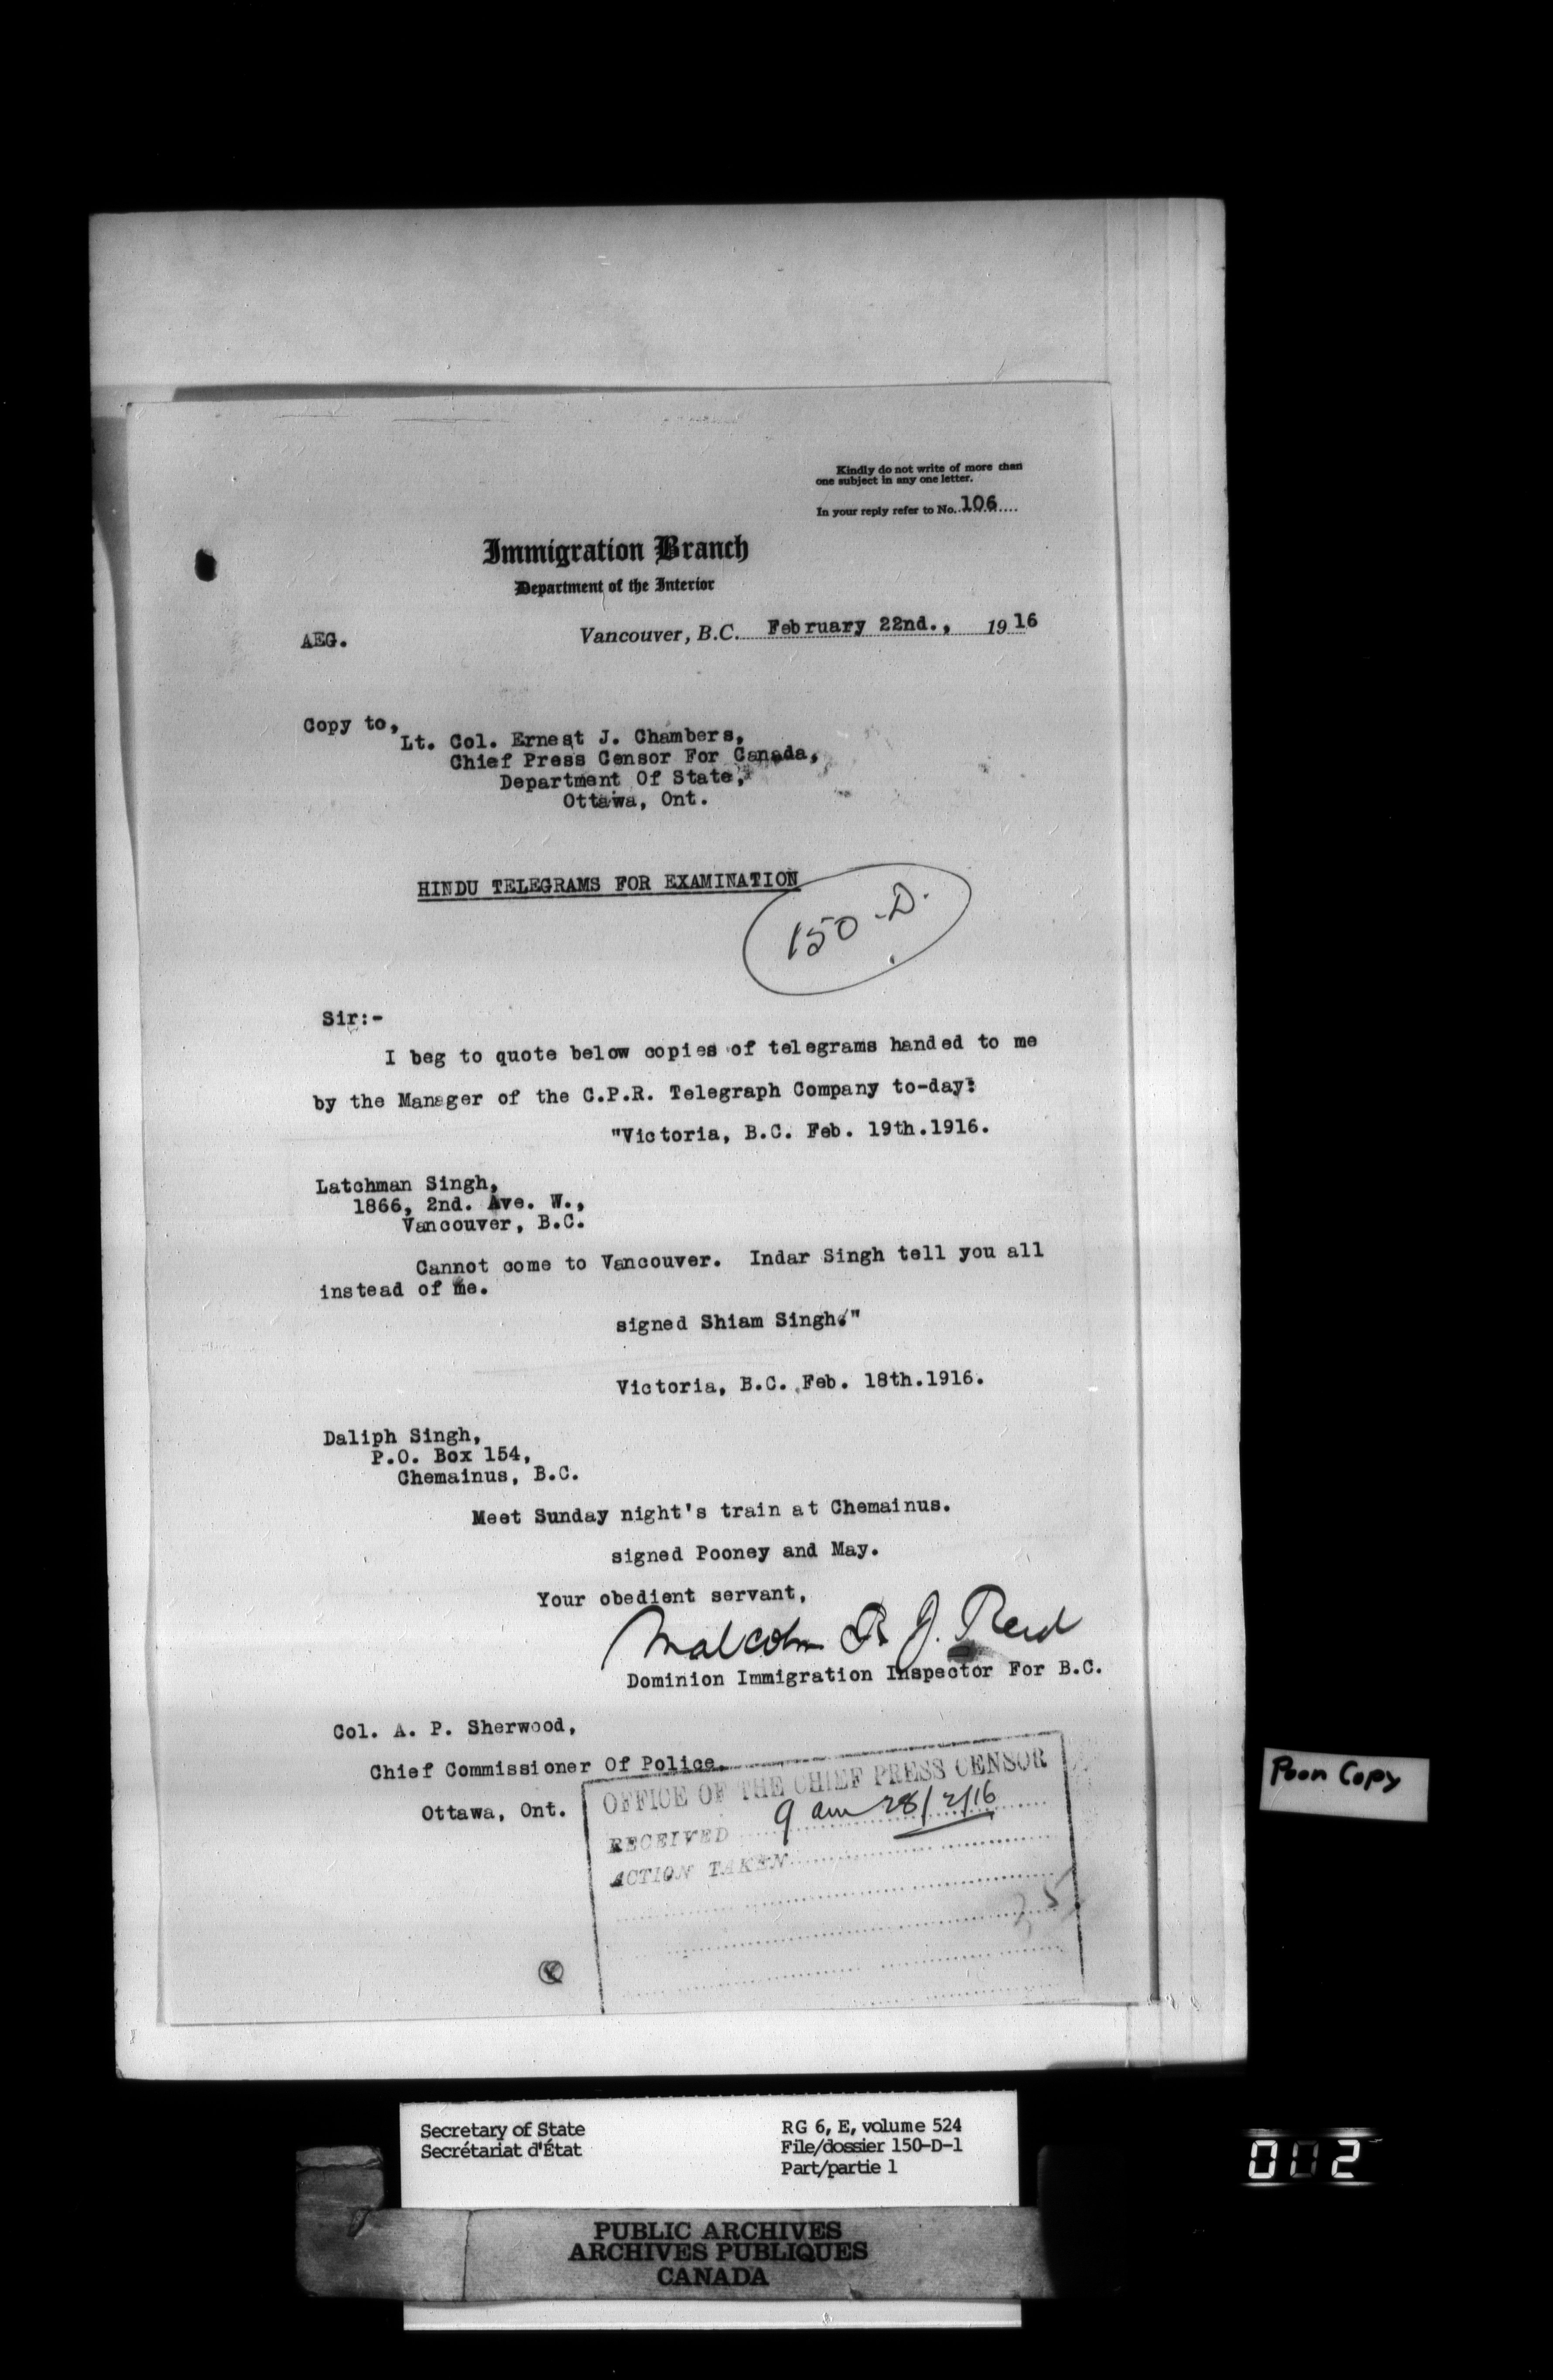 Kindly do not write of more than
one subject in any one letter.
In your reply refer to No. 106
Immigration Branch
Department of the Interior
AEG.
Vancouver, B.C. February 22nd., 1916
Copy to,
Lt. Col. Ernest J. Chambers,
Chief Press Censor For Canada,
Department Of State,
Ottawa, Ont.
HINDU TELEGRAMS FOR EXAMINATION
150-D.
Sir:-
I beg to quote below copies of telegrams handed to me
by the Manager of the C.P.R. Telegraph Company to-day:
"Victoria, B.C. Feb. 19th.1916.
Latchman Singh,
1866, 2nd. Ave. W.,
Vancouver, B.C.
Cannot come to Vancouver. Indar Singh tell you all
instead of me.
signed Shiam Singh."
Victoria, B.C. Feb. 18th.1916.
Daliph Singh,
P.O. Box 154,
Chemainus, B.C.
Meet Sunday night's train at Chemainus.
signed Pooney and May.
Your obedient servant,
Malcolm R. J. Reid
Dominion Immigration Inspector For B.C.
Col. A. P. Sherwood,
Chief Commissioner Of Police,
Ottawa, Ont.
OFFICE OF THE CHIEF PRESS CENSOR
RECEIVED 9 am 28/2/16
ACTION TAKEN
Poor Copy
Secretary of State
Secrétariat d'État
RG 6, E, volume 524
File/dossier 150-D-1
Part/partie 1
002
PUBLIC ARCHIVES
ARCHIVES PUBLIQUES
CANADA